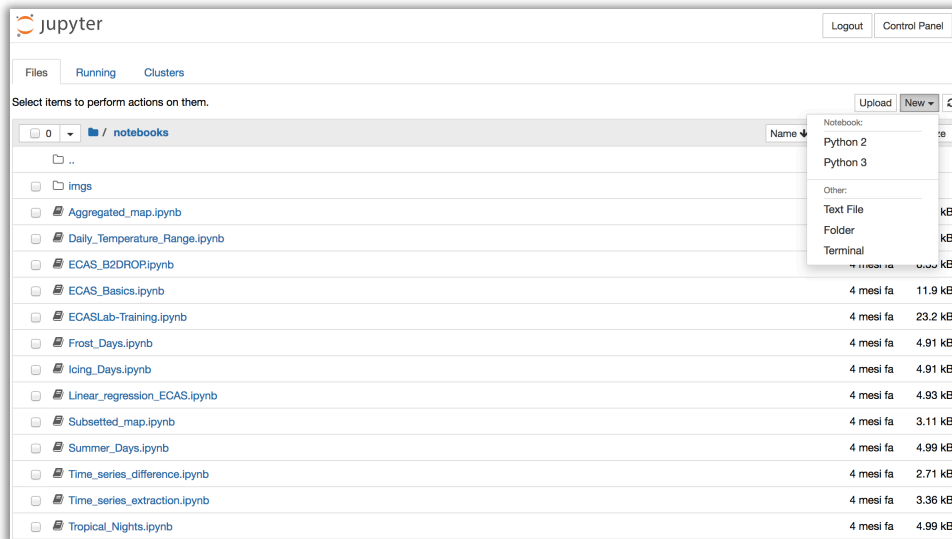 jupyter
Logout Control Panel
Files Running Clusters
Select items to perform actions on them.
Upload New
0 / notebooks Name
Notebook:
Python 2
Python 3
Other:
Text File
Folder
Terminal
..
imgs
Aggregated_map.ipynb kB
Daily_Temperature_Range.ipynb kB
ECAS_B2DROP.ipynb 4 mesi fa kB
ECAS_Basics.ipynb 4 mesi fa 11.9 kB
ECASLab-Training.ipynb 4 mesi fa 23.2 kB
Frost_Days.ipynb 4 mesi fa 4.91 kB
Icing_Days.ipynb 4 mesi fa 4.91 kB
Linear_regression_ECAS.ipynb 4 mesi fa 4.93 kB
Subsetted_map.ipynb 4 mesi fa 3.11 kB
Summer_Days.ipynb 4 mesi fa 4.99 kB
Time_series_difference.ipynb 4 mesi fa 2.71 kB
Time_series_extraction.ipynb 4 mesi fa 3.36 kB
Tropical_Nights.ipynb 4 mesi fa 4.99 kB